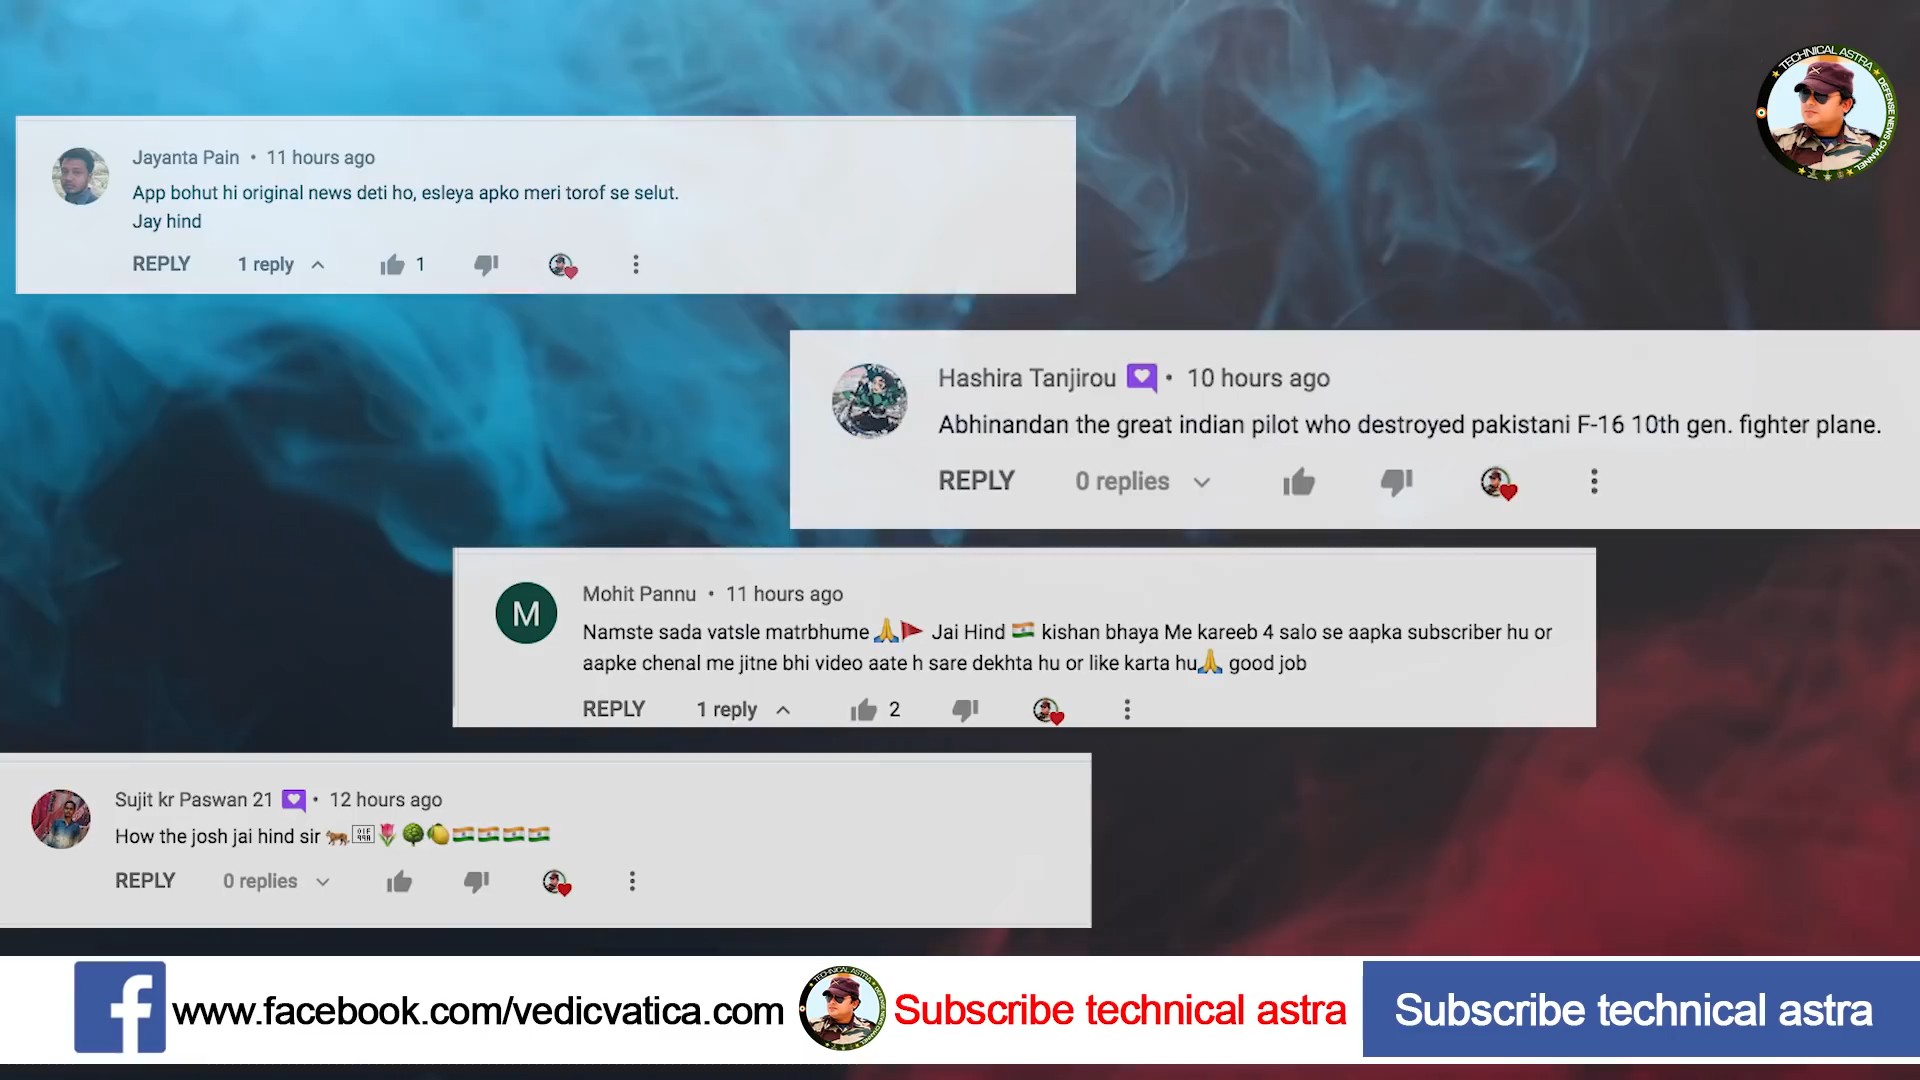 TECHNICAL ASTRA
DEFENSE NEWS CHANNEL
Jayanta Pain • 11 hours ago
App bohut hi original news deti ho, esleya apko meri torof se selut.
Jay hind
REPLY 1 reply 1
Hashira Tanjirou • 10 hours ago
Abhinandan the great indian pilot who destroyed pakistani F-16 10th gen. fighter plane.
REPLY 0 replies
M
Mohit Pannu • 11 hours ago
Namste sada vatsle matrbhume 🙏🚩 Jai Hind 🇮🇳 kishan bhaya Me kareeb 4 salo se aapka subscriber hu or
aapke chenal me jitne bhi video aate h sare dekhta hu or like karta hu🙏 good job
REPLY 1 reply 2
Sujit kr Paswan 21 • 12 hours ago
How the josh jai hind sir 🐅🌷🌳🍋🇮🇳🇮🇳🇮🇳🇮🇳
REPLY 0 replies
f www.facebook.com/vedicvatica.com Subscribe technical astra Subscribe technical astra